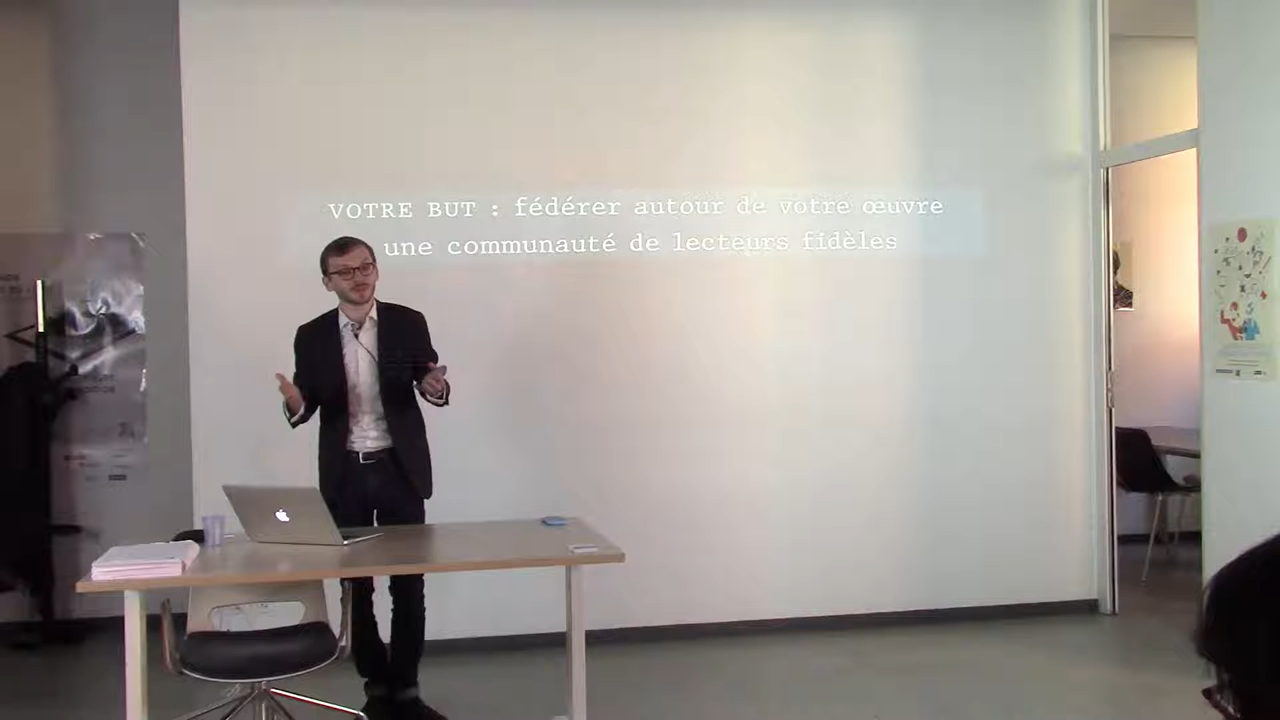 VOTRE BUT : fédérer autour de votre œuvre
une communauté de lecteurs fidèles